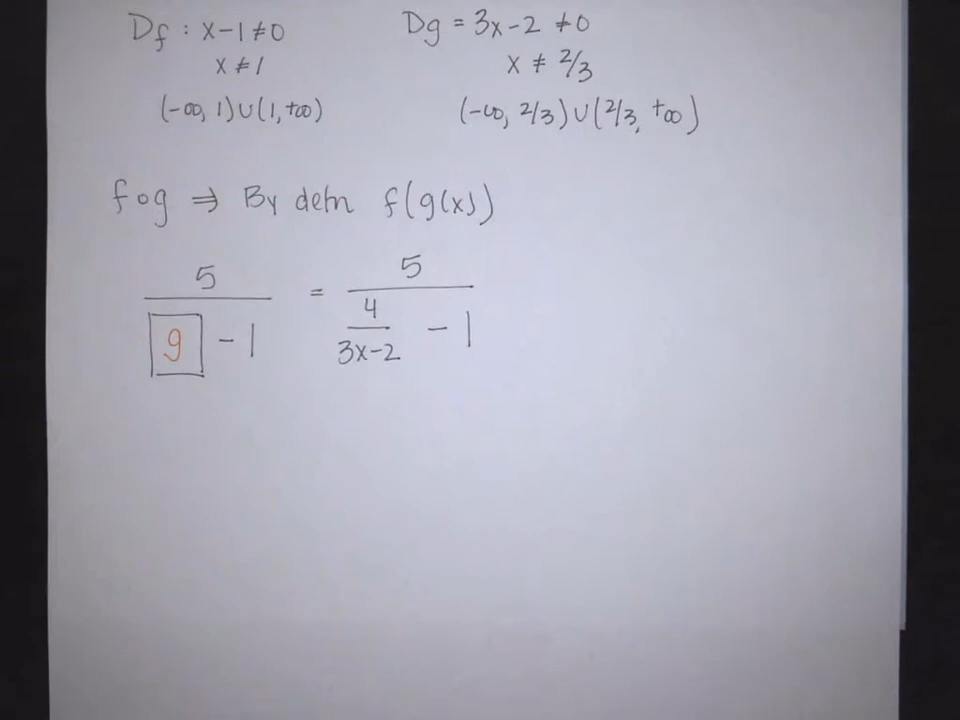 Df : x-1≠0
x≠1
(-∞, 1)∪(1, +∞)
Dg = 3x-2 ≠0
x ≠ 2/3
(-∞, 2/3)∪(2/3, +∞)
fog ⇒ By defn f(g(x))
5/(g - 1) = 5/(4/(3x-2) - 1)